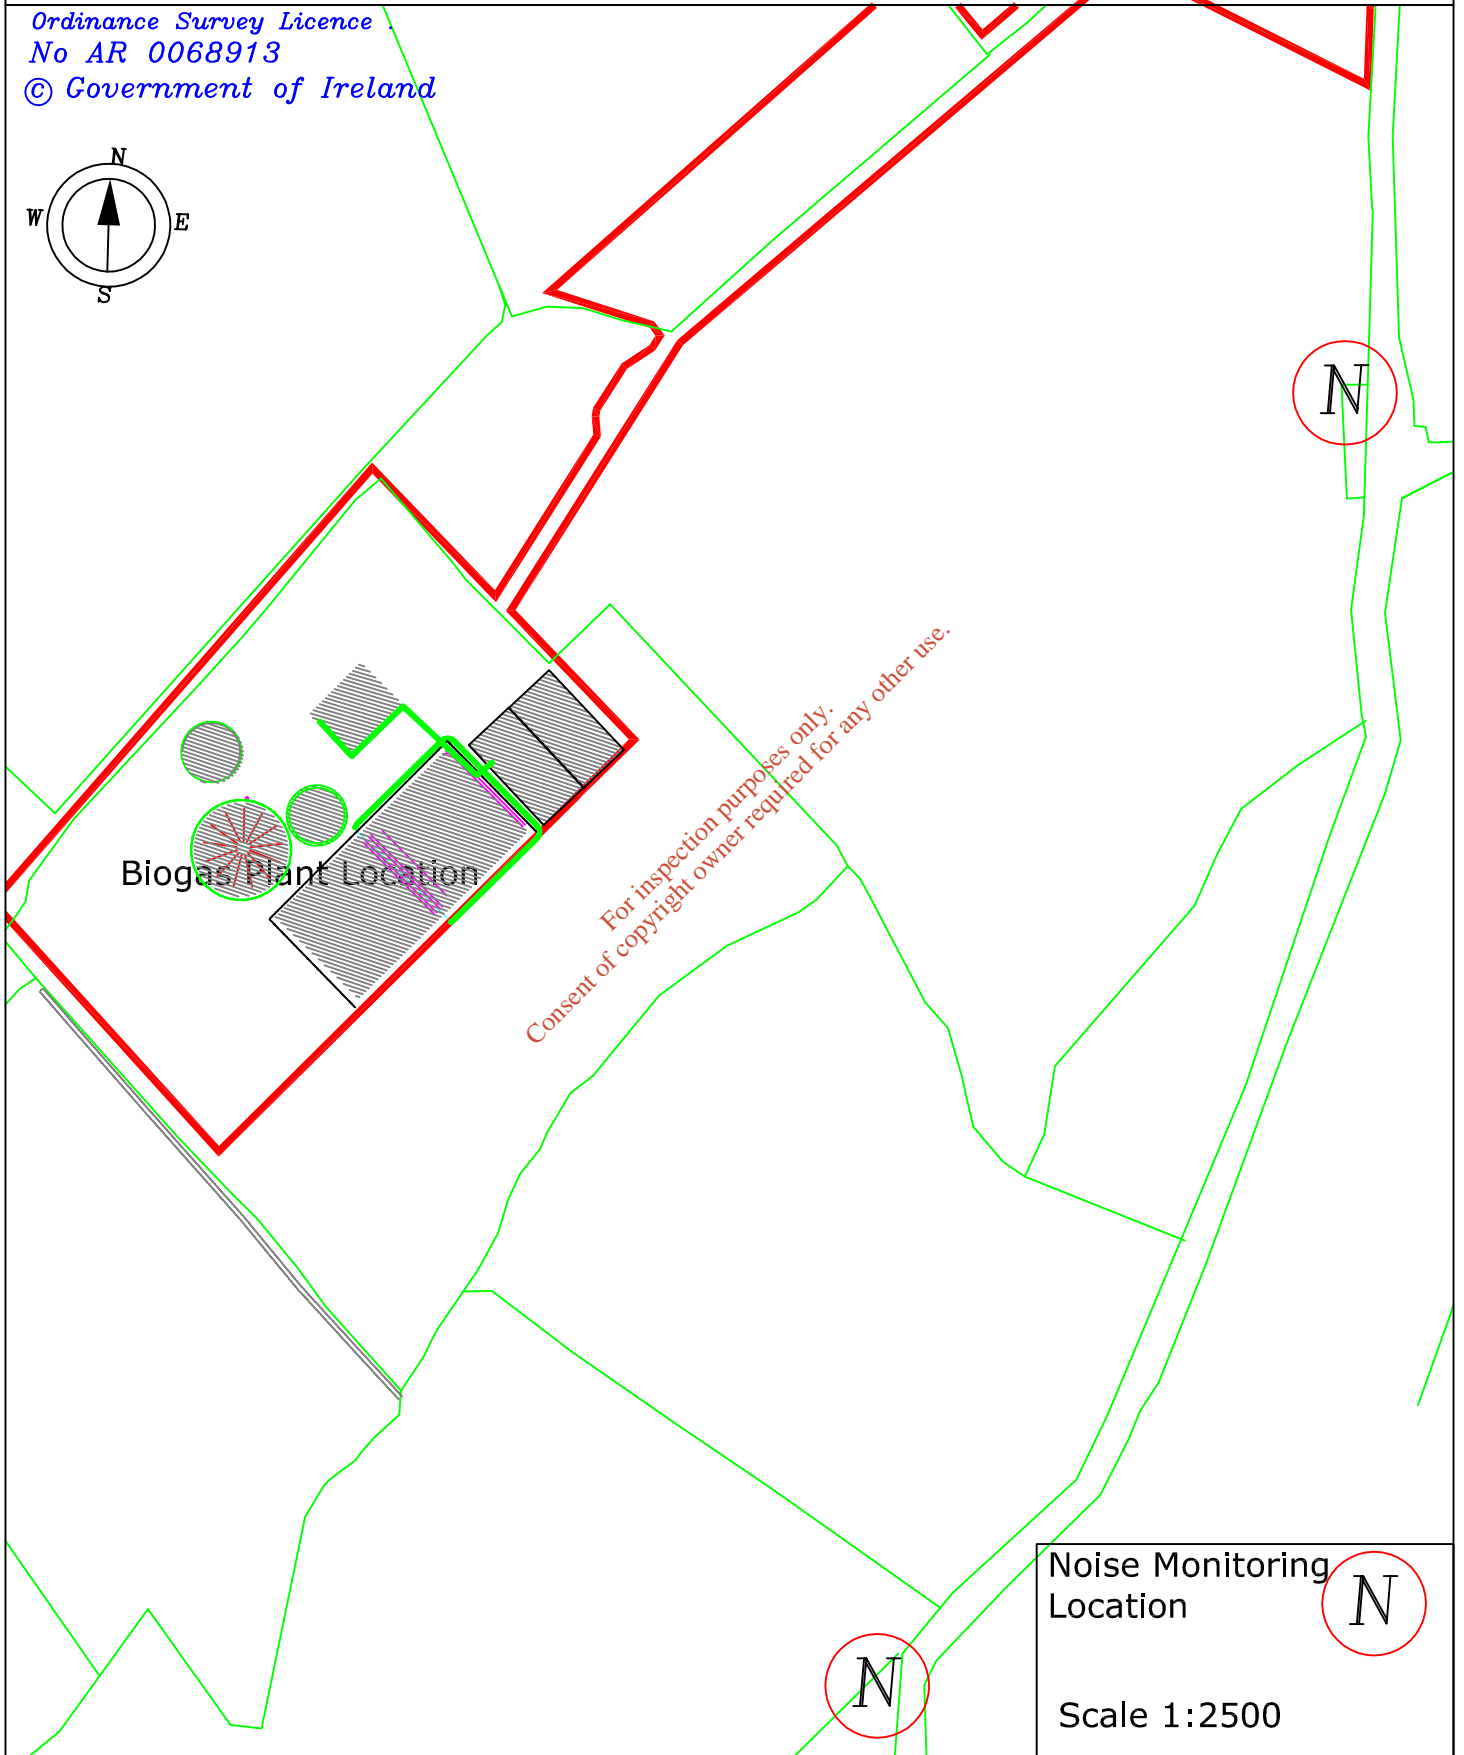 Ordinance Survey Licence .
No AR 0068913
© Government of Ireland
N
W
E
S
N
For inspection purposes only.
Consent of copyright owner required for any other use.
Biogas Plant Location
Noise Monitoring
Location
N
N
Scale 1:2500